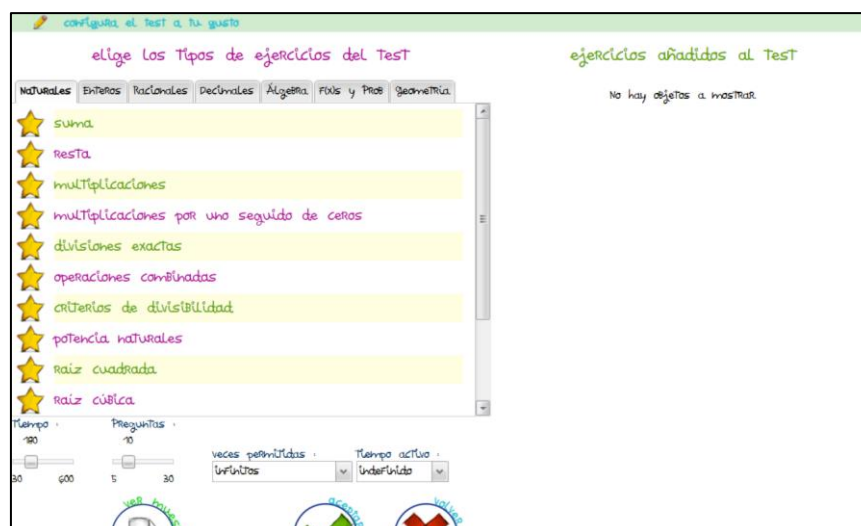 configura el test a tu gusto
elige los tipos de ejercicios del test
ejercicios añadidos al test
Naturales Enteros Racionales Decimales Álgebra Fxls y Prob Geometría
No hay objetos a mostrar
suma
resta
multiplicaciones
multiplicaciones por uno seguido de ceros
divisiones exactas
operaciones combinadas
criterios de divisibilidad
potencia naturales
raiz cuadrada
raiz cúbica
Tiempo : Preguntas :
180 10
30 600 5 30
veces permitidas : Tiempo activo :
infinitos indefinido
aceptar volver